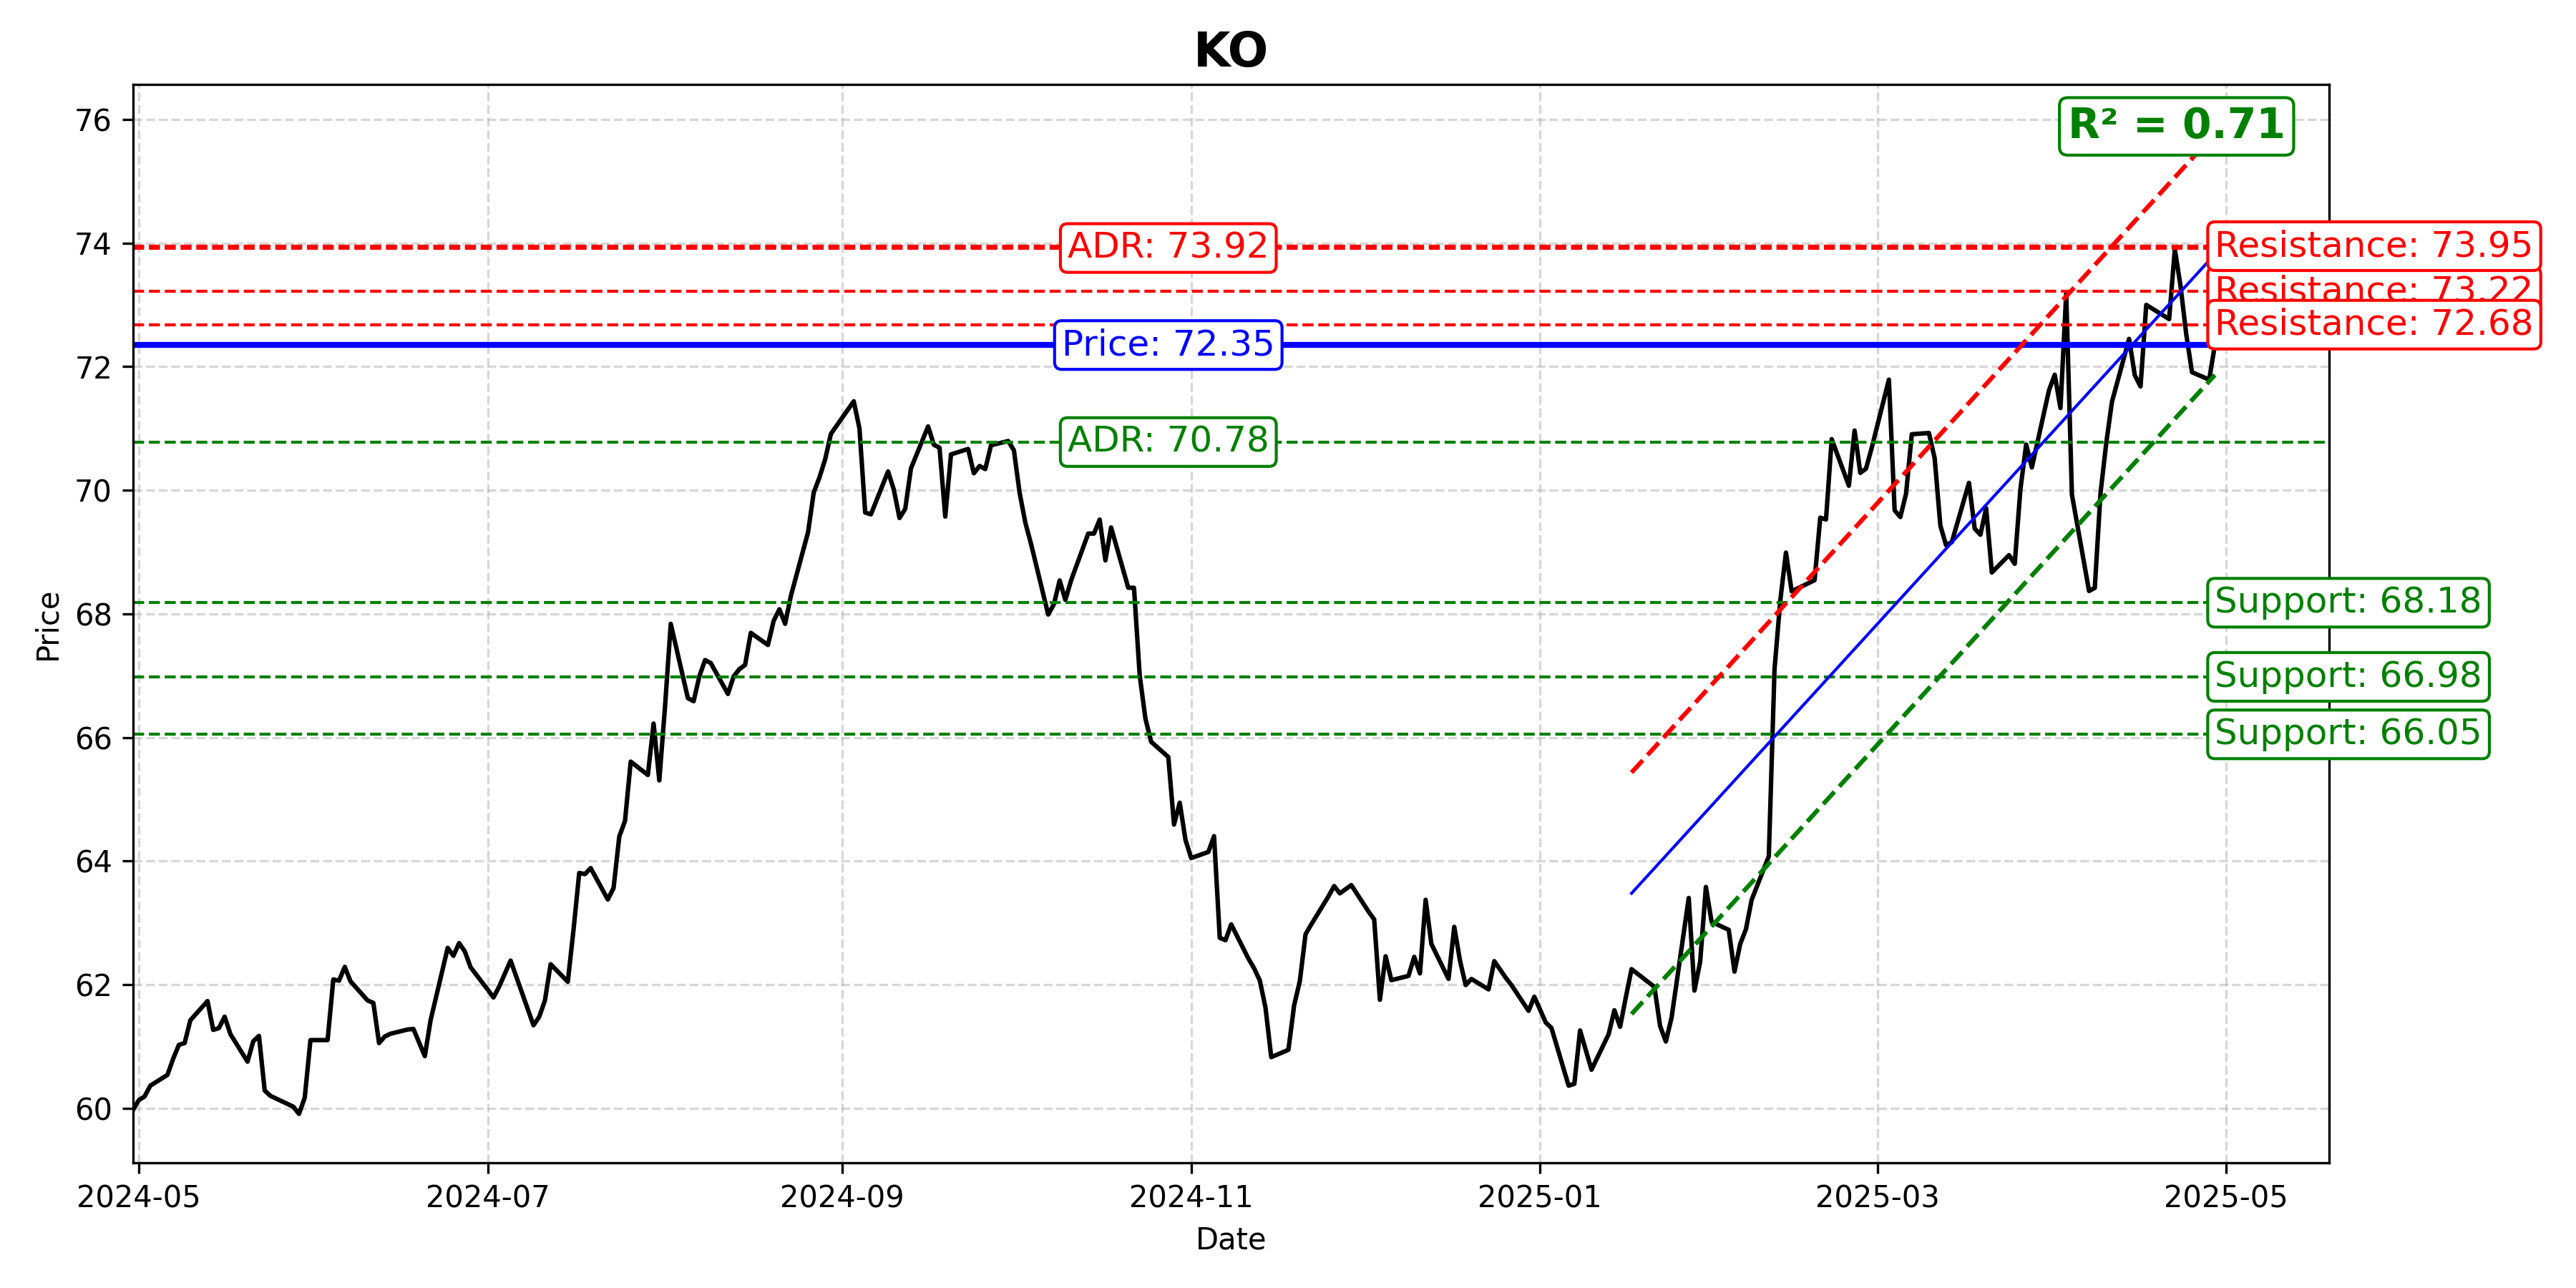 KO
R² = 0.71
76
74
72
70
68
66
64
62
60
Price
ADR: 73.92
Price: 72.35
ADR: 70.78
Resistance: 73.95
Resistance: 73.22
Resistance: 72.68
Support: 68.18
Support: 66.98
Support: 66.05
2024-05
2024-07
2024-09
2024-11
2025-01
2025-03
2025-05
Date